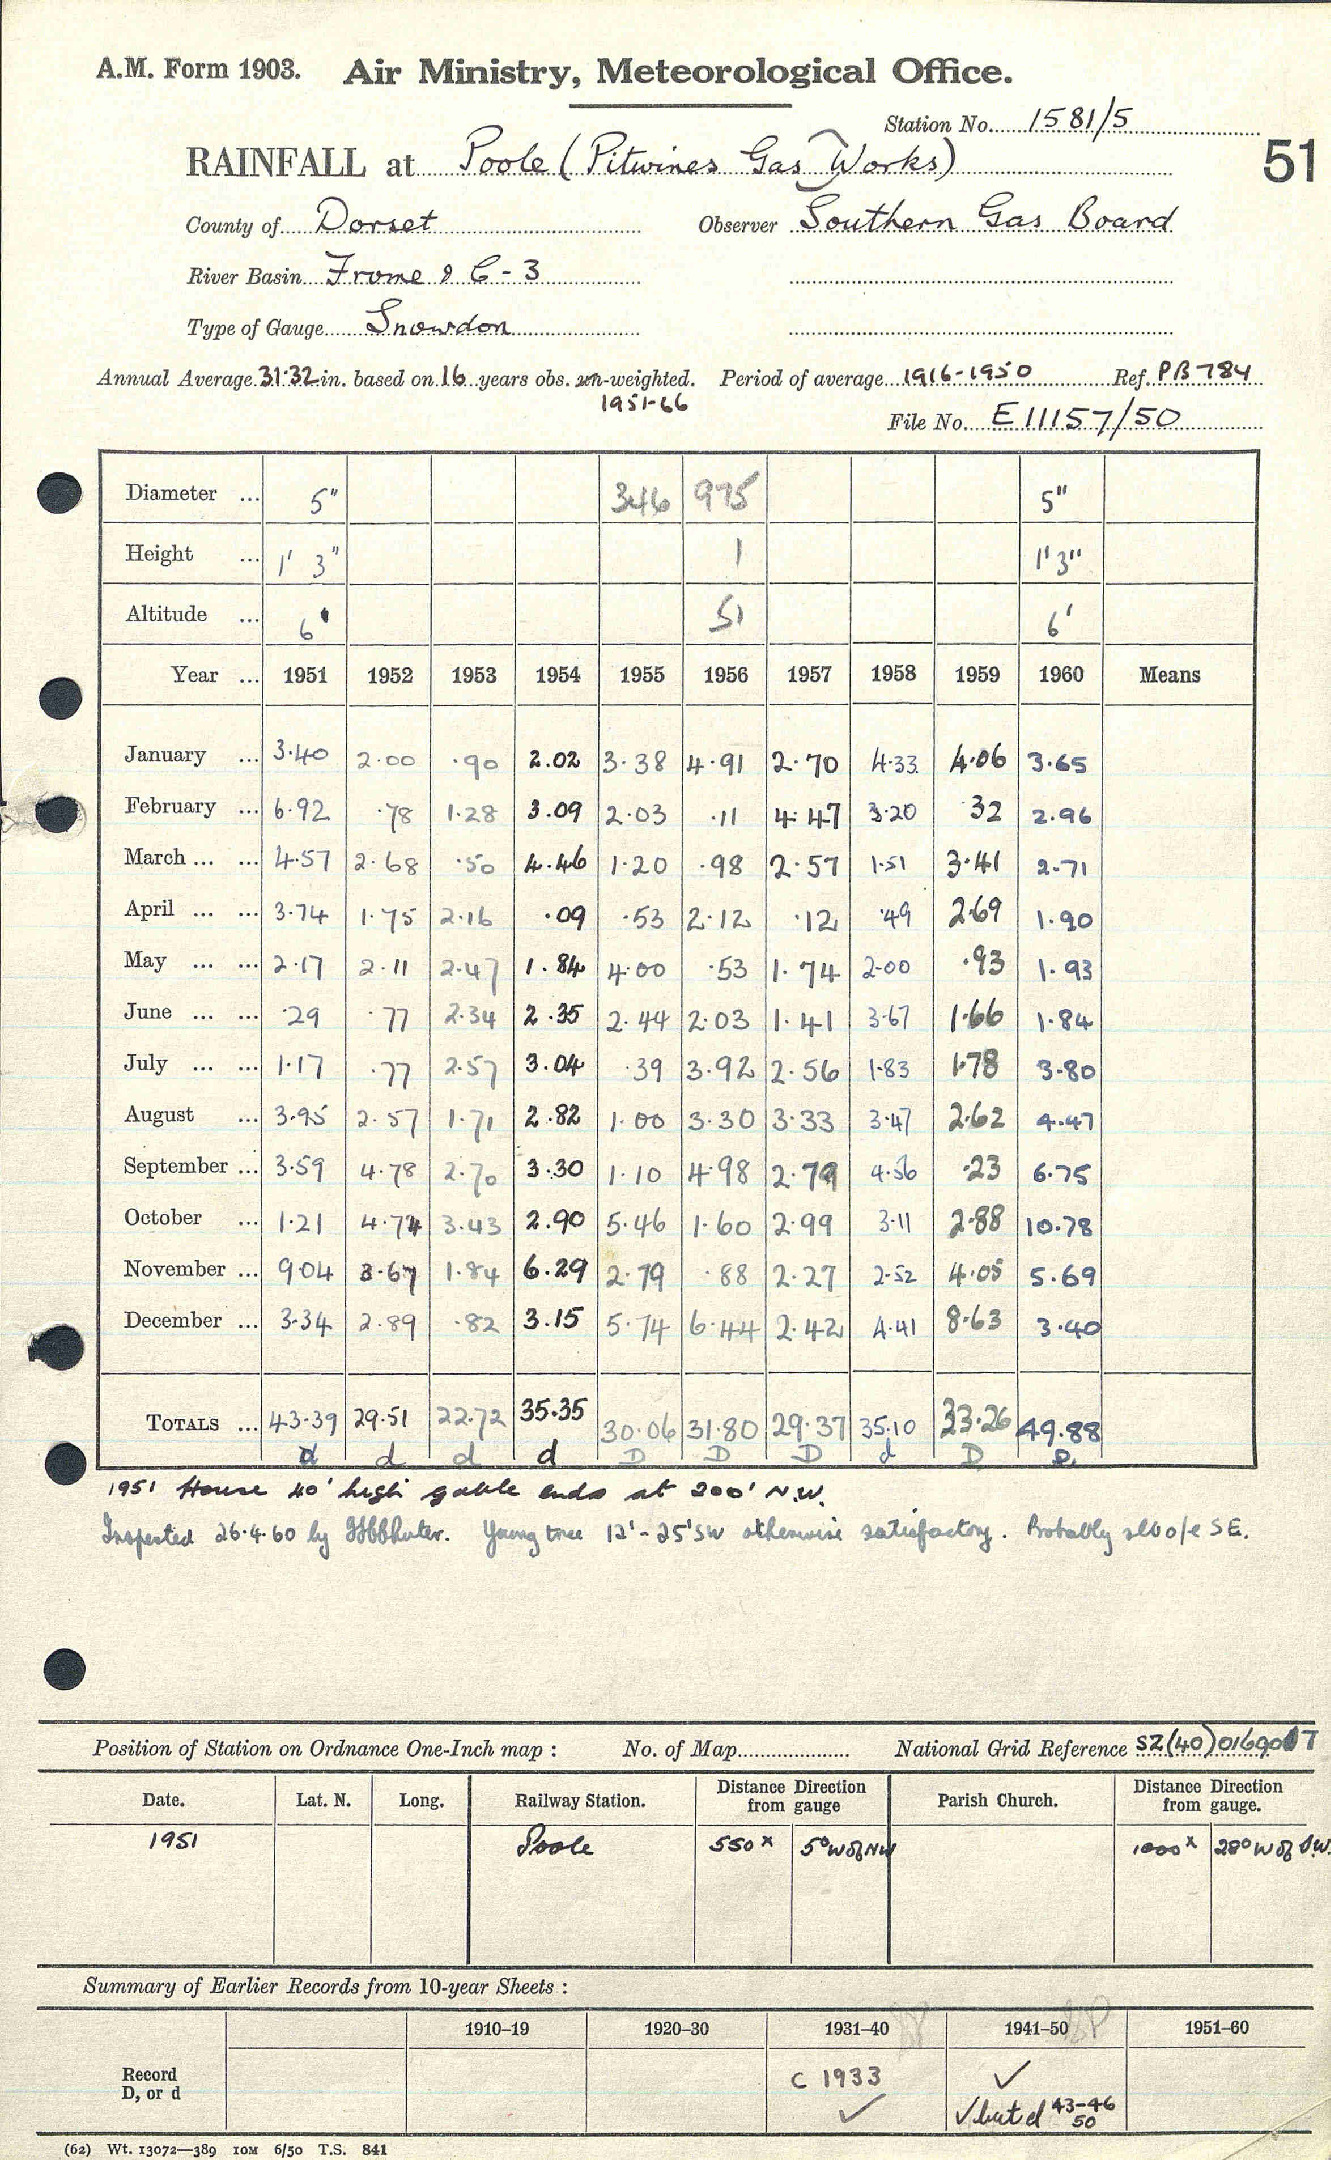 A.M. Form 1903. Air Ministry, Meteorological Office.
Station No. 1581/5
RAINFALL at Poole (Pitwines Gas Works) 51
County of Dorset Observer Southern Gas Board
River Basin Frome & C-3
Type of Gauge Snowdon
Annual Average 31.32 in. based on 16 years obs. un-weighted. Period of average 1916-1950 Ref. PB784
1951-66
File No. E11157/50
Diameter ... 5" 346 975 5"
Height ... 1' 3" 1 1' 3"
Altitude ... 6' 51 6'
Year ... 1951 1952 1953 1954 1955 1956 1957 1958 1959 1960 Means
January ... 3.40 2.00 .90 2.02 3.38 4.91 2.70 4.33 4.06 3.65
February ... 6.92 .78 1.28 3.09 2.03 .11 4.47 3.20 .32 2.96
March ... ... 4.57 2.68 .50 4.46 1.20 .98 2.57 1.51 3.41 2.71
April ... ... 3.74 1.75 2.16 .09 .53 2.12 .12 .49 2.69 1.90
May ... ... 2.17 2.11 2.47 1.84 4.00 .53 1.74 2.00 .93 1.93
June ... ... .29 .77 2.34 2.35 2.44 2.03 1.41 3.67 1.66 1.84
July ... ... 1.17 .77 2.57 3.04 .39 3.92 2.56 1.83 1.78 3.80
August ... 3.95 2.57 1.71 2.82 1.00 3.30 3.33 3.47 2.62 4.47
September ... 3.59 4.78 2.70 3.30 1.10 4.98 2.79 4.56 .23 6.75
October ... 1.21 4.74 3.43 2.90 5.46 1.60 2.99 3.11 2.88 10.78
November ... 9.04 3.67 1.84 6.29 2.79 .88 2.27 2.52 4.05 5.69
December ... 3.34 2.89 .82 3.15 5.74 6.44 2.42 4.41 8.63 3.40
TOTALS ... 43.39 29.51 22.72 35.35 30.06 31.80 29.37 35.10 33.26 49.88
d d d d D D D d D D.
1951 House 40' high gable ends at 200' N.W.
Inspected 26.4.60 by Young tree 12'-25' SW otherwise satisfactory. Probably o/e SE.
Position of Station on Ordnance One-Inch map : No. of Map National Grid Reference SZ(40)016907
Date. Lat. N. Long. Railway Station. Distance from gauge Direction Parish Church. Distance from gauge. Direction
1951 Poole 550x 5° W of NW 1000x 28° W of S.W.
Summary of Earlier Records from 10-year Sheets :
1910–19 1920–30 1931–40 1941–50 1951–60
Record D, or d C 1933 ✓ ✓
✓ but d 43-46 50
(62) Wt. 13072—389 10M 6/50 T.S. 841